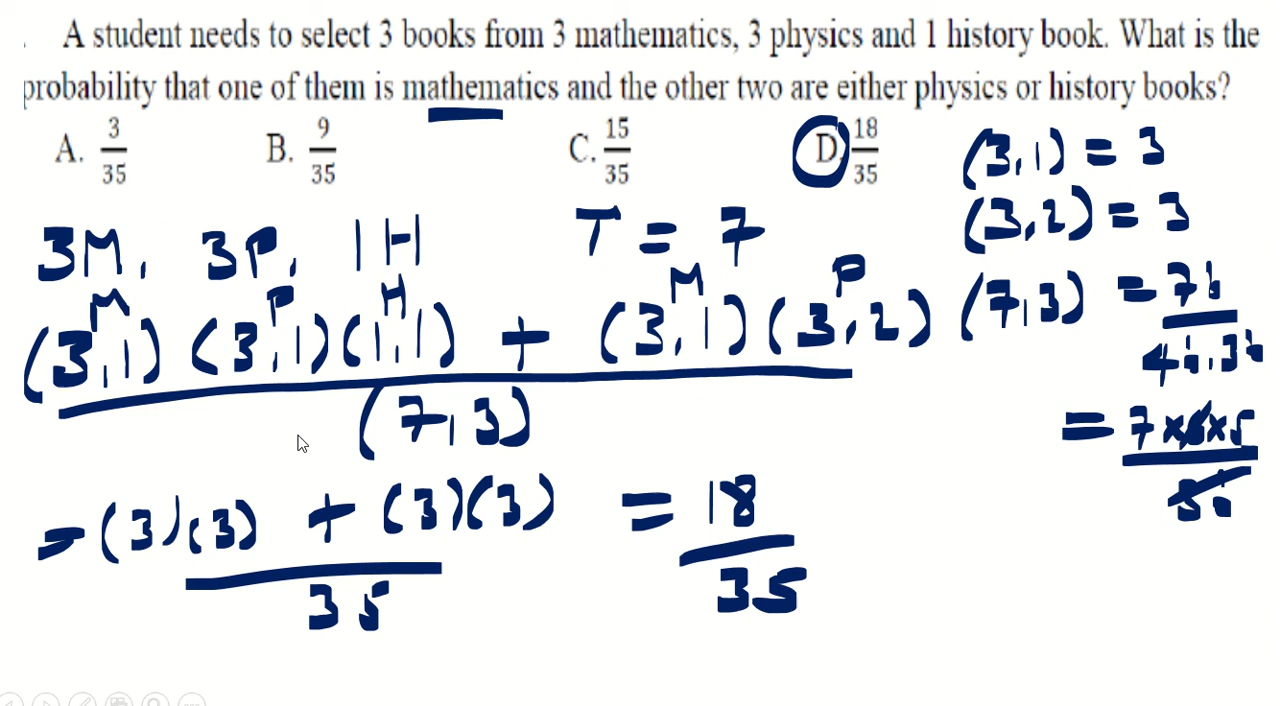 A student needs to select 3 books from 3 mathematics, 3 physics and 1 history book. What is the
probability that one of them is mathematics and the other two are either physics or history books?
A. 3/35 B. 9/35 C. 15/35 D. 18/35
(3,1) = 3
(3,2) = 3
3M, 3P, 1H T = 7
M P H M P
(3,1) (3,1) (1,1) + (3,1) (3,2)
(7,3)
(7,3) = 7!
4!.3!
= 7×6×5
3!
= (3)(3) + (3)(3) = 18
35 35